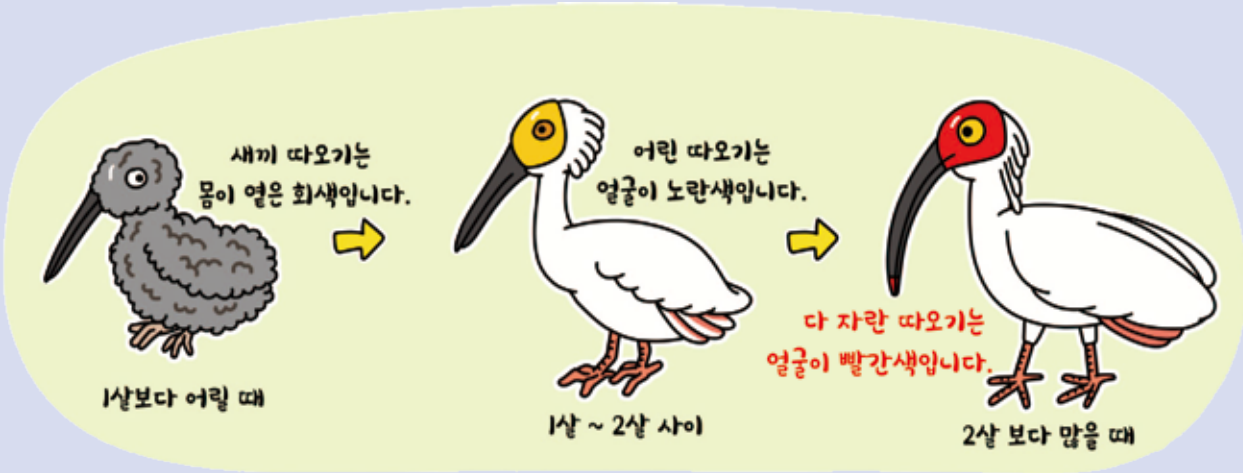 새끼 따오기는
몸이 옅은 회색입니다.
1살보다 어릴 때
어린 따오기는
얼굴이 노란색입니다.
1살 ~ 2살 사이
다 자란 따오기는
얼굴이 빨간색입니다.
2살 보다 많을 때